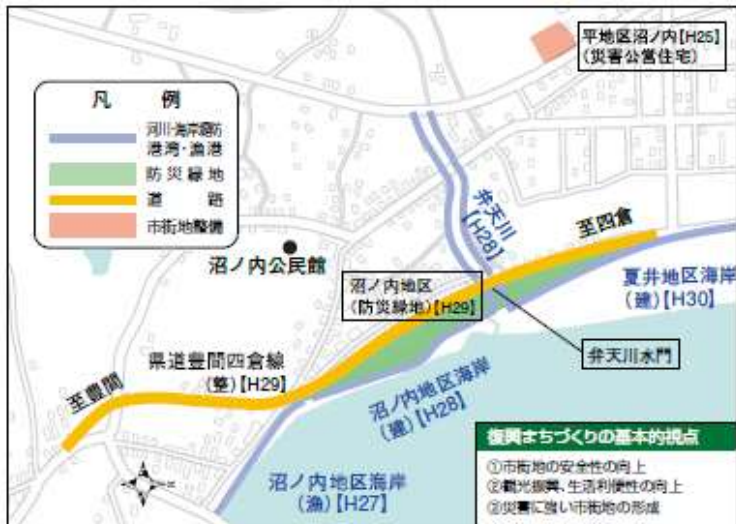 平地区沼ノ内【H25】
(災害公営住宅)
凡 例
河川・海岸堤防
港湾・漁港
防災緑地
道路
市街地整備
沼ノ内公民館
弁天川
【H28】
至四倉
沼ノ内地区
(防災緑地)【H29】
夏井地区海岸
(建)【H30】
弁天川水門
県道豊間四倉線
(整)【H29】
至豊間
沼ノ内地区海岸
(建)【H28】
沼ノ内地区海岸
(漁)【H27】
復興まちづくりの基本的視点
①市街地の安全性の向上
②観光振興、生活利便性の向上
③災害に強い市街地の形成